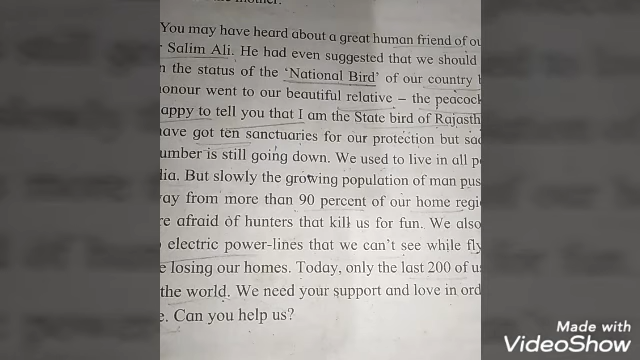 You may have heard about a great human friend of ou
Salim Ali. He had even suggested that we should
n the status of the ‘National Bird’ of our country b
onour went to our beautiful relative – the peacock
appy to tell you that I am the State bird of Rajasth
ave got ten sanctuaries for our protection but sad
umber is still going down. We used to live in all p
dia. But slowly the growing population of man pus
ay from more than 90 percent of our home regi
re afraid of hunters that kill us for fun. We also
electric power-lines that we can’t see while fly
e losing our homes. Today, only the last 200 of us
the world. We need your support and love in ord
e. Can you help us?
Made with
VideoShow